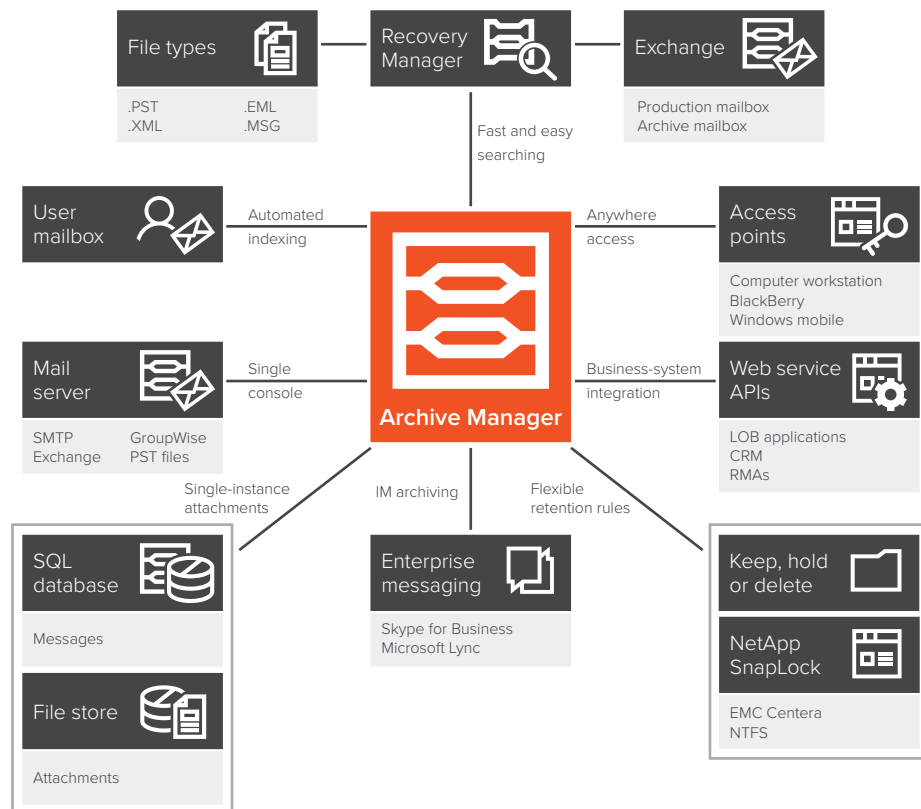 File types
.PST
.XML
.EML
.MSG
Recovery
Manager
Exchange
Production mailbox
Archive mailbox
Fast and easy
searching
User
mailbox
Automated
indexing
Anywhere
access
Access
points
Computer workstation
BlackBerry
Windows mobile
Mail
server
SMTP
Exchange
GroupWise
PST files
Single
console
Archive Manager
Business-system
integration
Web service
APIs
LOB applications
CRM
RMAs
Single-instance
attachments
IM archiving
Flexible
retention rules
SQL
database
Messages
File store
Attachments
Enterprise
messaging
Skype for Business
Microsoft Lync
Keep, hold
or delete
NetApp
SnapLock
EMC Centera
NTFS